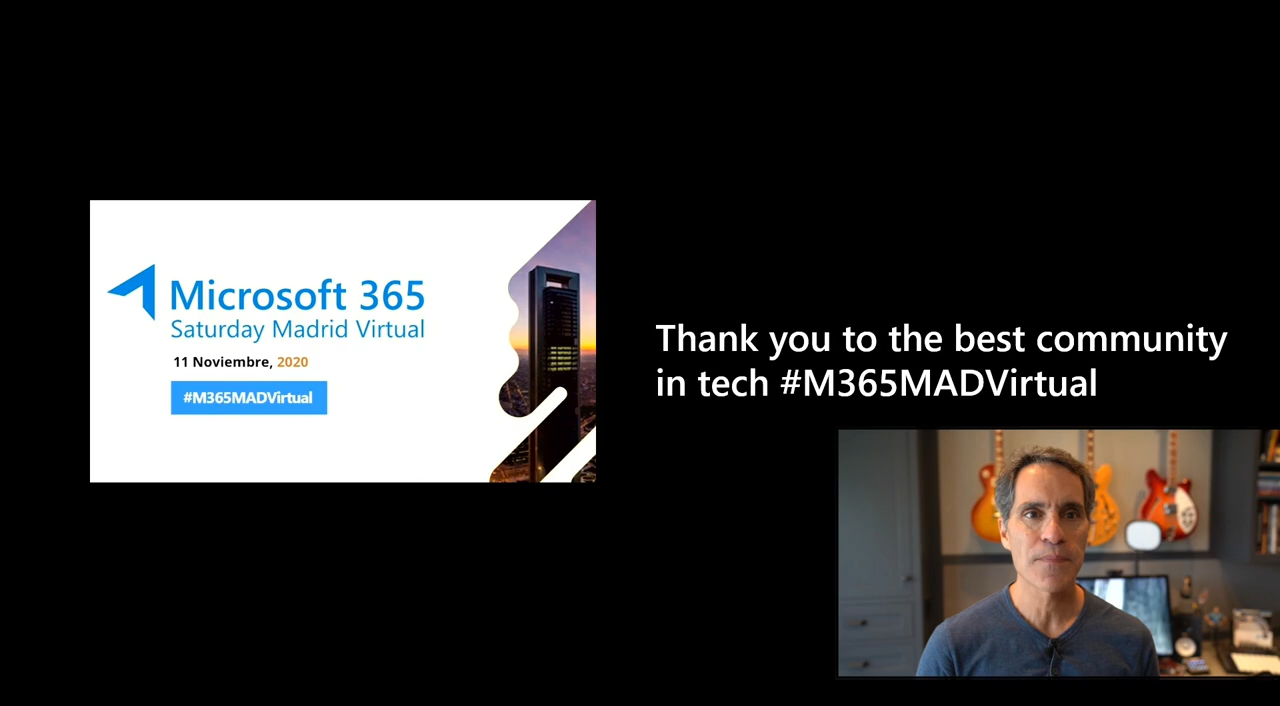 Microsoft 365
Saturday Madrid Virtual
11 Noviembre, 2020
#M365MADVirtual
Thank you to the best community
in tech #M365MADVirtual